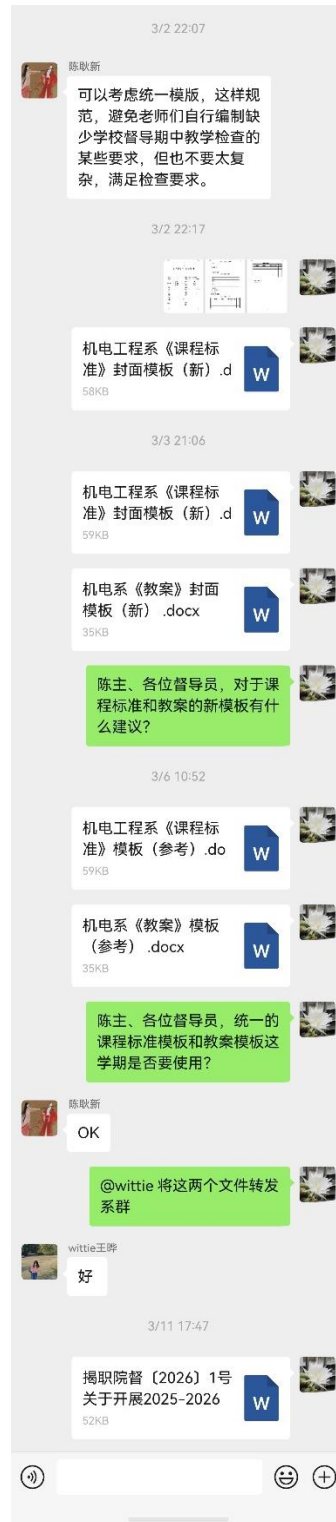 3/2 22:07
陈耿新
可以考虑统一模版，这样规
范，避免老师们自行编制缺
少学校督导期中教学检查的
某些要求，但也不要太复
杂，满足检查要求。
3/2 22:17
机电工程系《课程标
准》封面模板（新）.d
W
58KB
3/3 21:06
机电工程系《课程标
准》封面模板（新）.d
W
59KB
机电系《教案》封面
模板（新） .docx
W
35KB
陈主、各位督导员，对于课
程标准和教案的新模板有什
么建议？
3/6 10:52
机电工程系《课程标
准》模板（参考）.do
W
59KB
机电系《教案》模板
（参考） .docx
W
35KB
陈主、各位督导员，统一的
课程标准模板和教案模板这
学期是否要使用？
陈耿新
OK
@wittie 将这两个文件转发
系群
wittie王晔
好
3/11 17:47
揭职院督〔2026〕1号
关于开展2025-2026
W
52KB